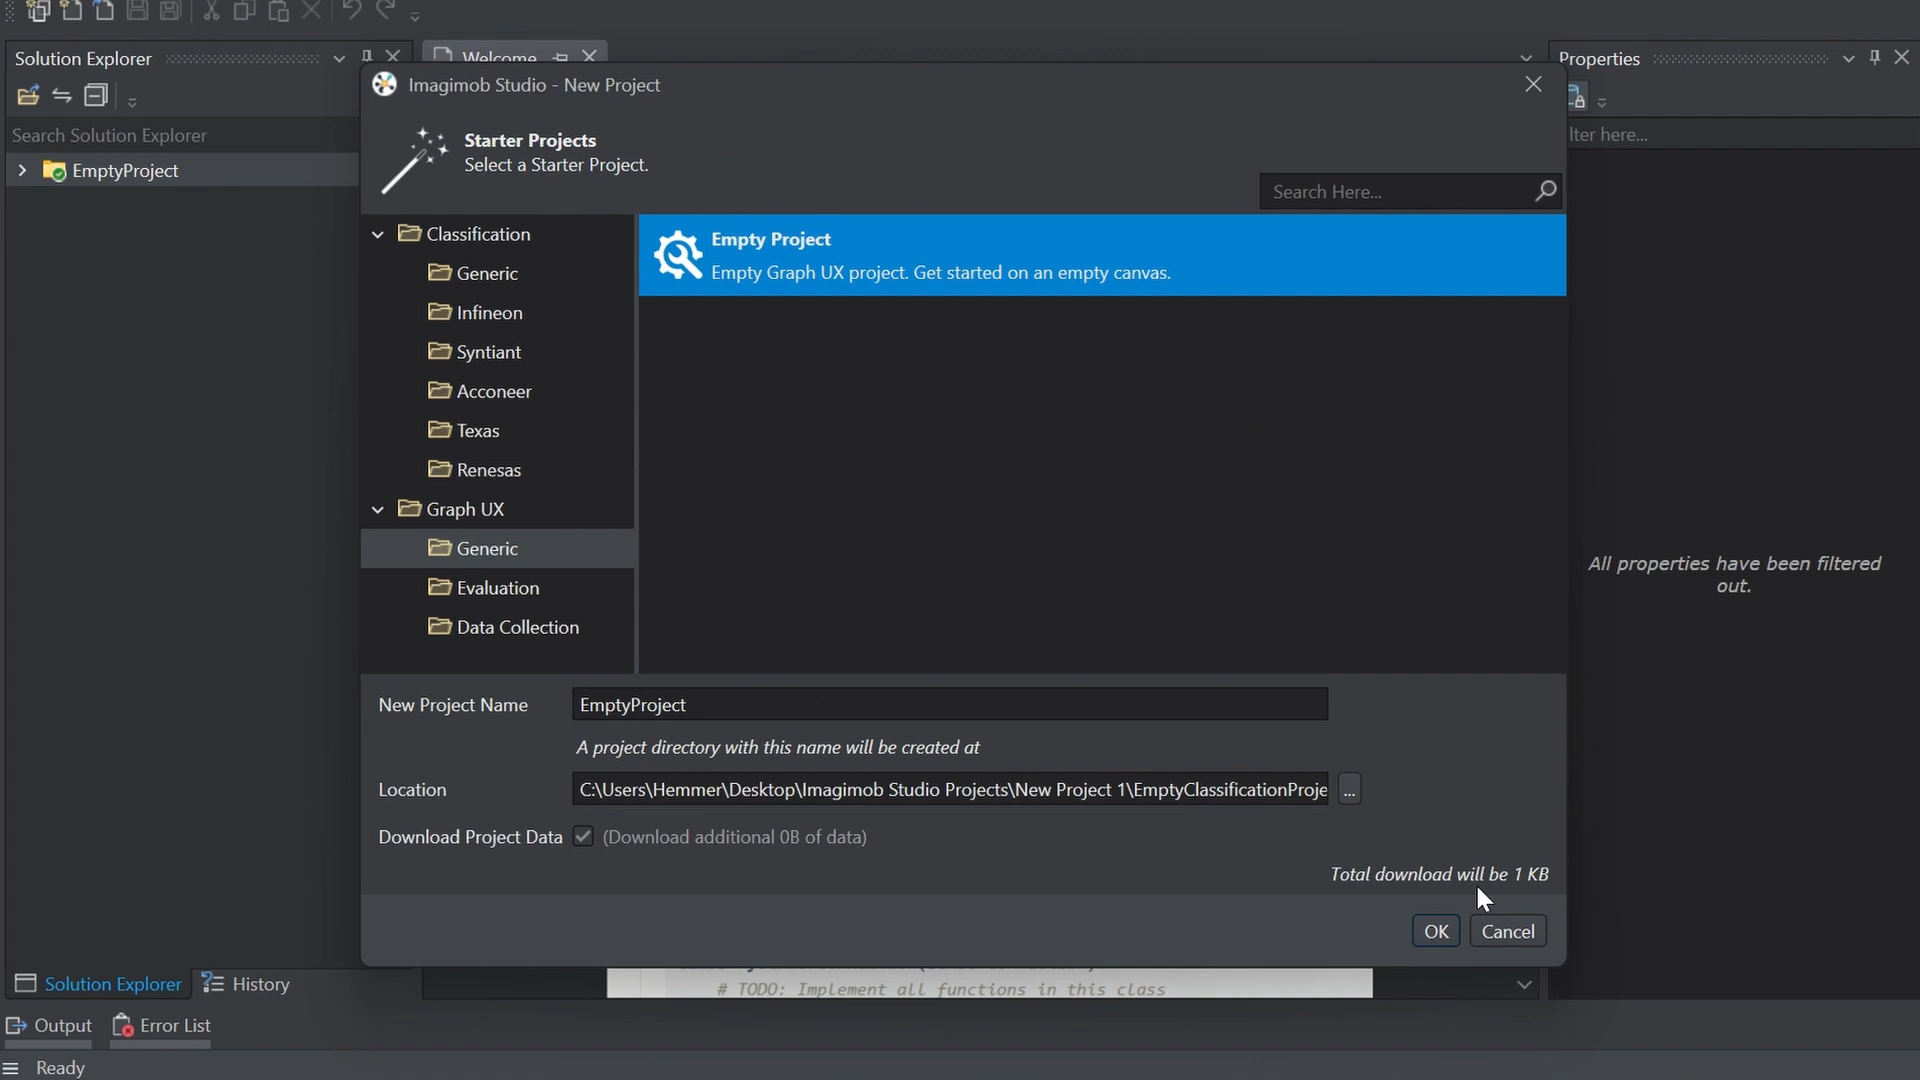 Solution Explorer
Welcome
Properties
Imagimob Studio - New Project
Starter Projects
Select a Starter Project.
Search Solution Explorer
lter here...
Search Here...
EmptyProject
Classification
Generic
Infineon
Syntiant
Acconeer
Texas
Renesas
Graph UX
Generic
Evaluation
Data Collection
Empty Project
Empty Graph UX project. Get started on an empty canvas.
All properties have been filtered
out.
New Project Name
EmptyProject
A project directory with this name will be created at
Location
C:\Users\Hemmer\Desktop\Imagimob Studio Projects\New Project 1\EmptyClassificationProje
...
Download Project Data
(Download additional 0B of data)
Total download will be 1 KB
OK
Cancel
Solution Explorer
History
# TODO: Implement all functions in this class
Output
Error List
Ready